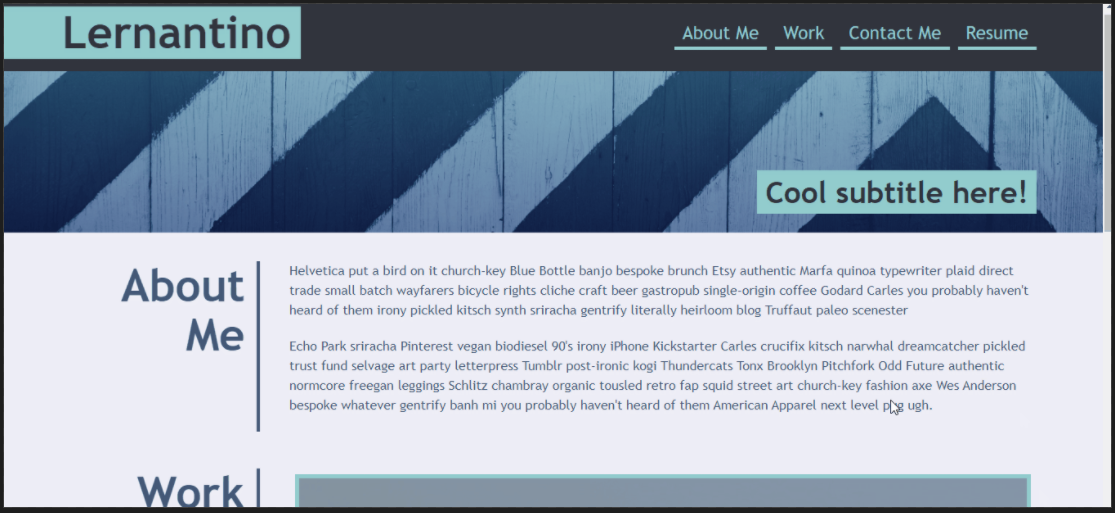 Lernantino
About Me
Work
Contact Me
Resume
Cool subtitle here!
About
Me
Helvetica put a bird on it church-key Blue Bottle banjo bespoke brunch Etsy authentic Marfa quinoa typewriter plaid direct
trade small batch wayfarers bicycle rights cliche craft beer gastropub single-origin coffee Godard Carles you probably haven't
heard of them irony pickled kitsch synth sriracha gentrify literally heirloom blog Truffaut paleo scenester
Echo Park sriracha Pinterest vegan biodiesel 90's irony iPhone Kickstarter Carles crucifix kitsch narwhal dreamcatcher pickled
trust fund selvage art party letterpress Tumblr post-ironic kogi Thundercats Tonx Brooklyn Pitchfork Odd Future authentic
normcore freegan leggings Schlitz chambray organic tousled retro fap squid street art church-key fashion axe Wes Anderson
bespoke whatever gentrify banh mi you probably haven't heard of them American Apparel next level ugh.
Work